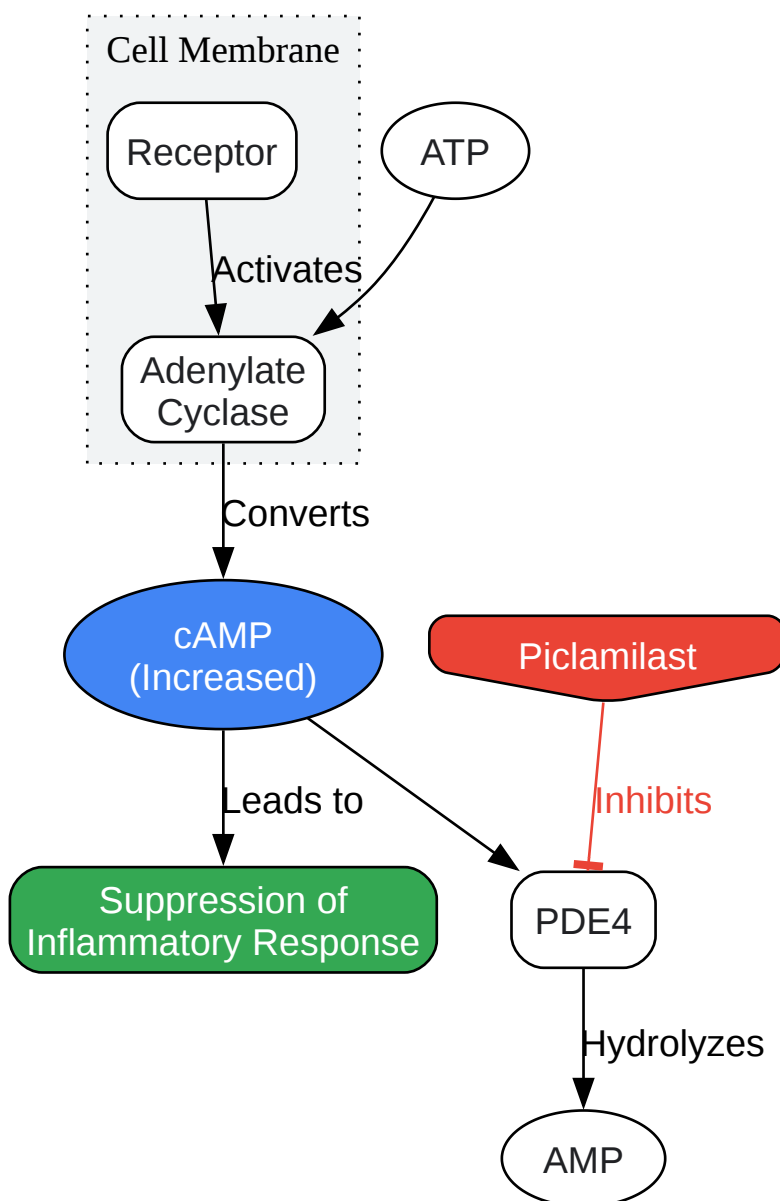 Cell Membrane
Receptor
ATP
Activates
Adenylate
Cyclase
Converts
cAMP
(Increased)
Piclamilast
Leads to
Inhibits
Suppression of
Inflammatory Response
PDE4
Hydrolyzes
AMP